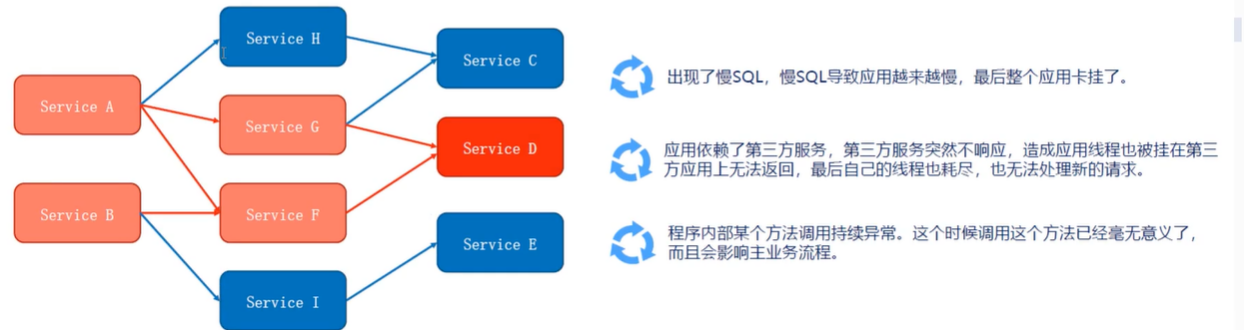 Service H
Service C
Service A
Service G
Service D
Service B
Service F
Service E
Service I
出现了慢SQL，慢SQL导致应用越来越慢，最后整个应用卡挂了。
应用依赖了第三方服务，第三方服务突然不响应，造成应用线程也被挂在第三
方应用上无法返回，最后自己的线程也耗尽，也无法处理新的请求。
程序内部某个方法调用持续异常。这个时候调用这个方法已经毫无意义了，
而且会影响主业务流程。